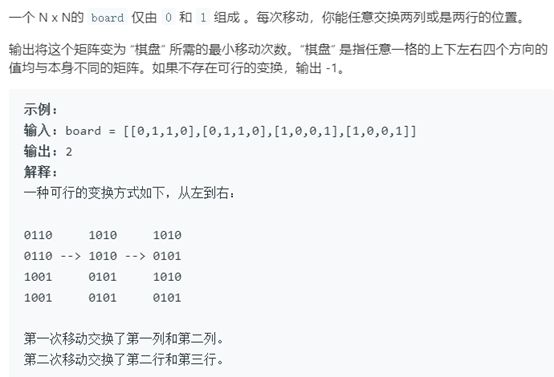 一个 N x N的 board 仅由 0 和 1 组成 。每次移动，你能任意交换两列或是两行的位置。
输出将这个矩阵变为 “棋盘” 所需的最小移动次数。“棋盘” 是指任意一格的上下左右四个方向的
值均与本身不同的矩阵。如果不存在可行的变换，输出 -1。
示例:
输入: board = [[0,1,1,0],[0,1,1,0],[1,0,0,1],[1,0,0,1]]
输出: 2
解释:
一种可行的变换方式如下，从左到右：
0110     1010     1010
0110 --> 1010 --> 0101
1001     0101     1010
1001     0101     0101
第一次移动交换了第一列和第二列。
第二次移动交换了第二行和第三行。